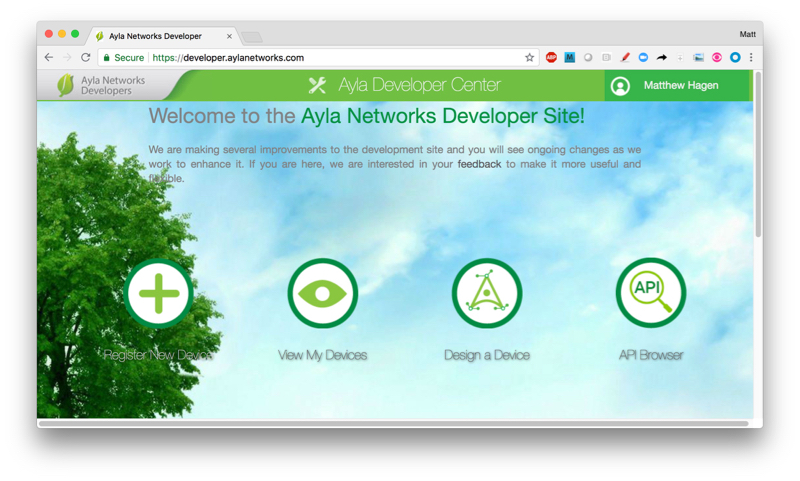 Ayla Networks Developer
Matt
Secure
https://developer.aylanetworks.com
ABP
M
Ayla Networks
Developers
Ayla Developer Center
Matthew Hagen
Welcome to the Ayla Networks Developer Site!
We are making several improvements to the development site and you will see ongoing changes as we
work to enhance it. If you are here, we are interested in your feedback to make it more useful and
flexible.
API
Register New Device
View My Devices
Design a Device
API Browser